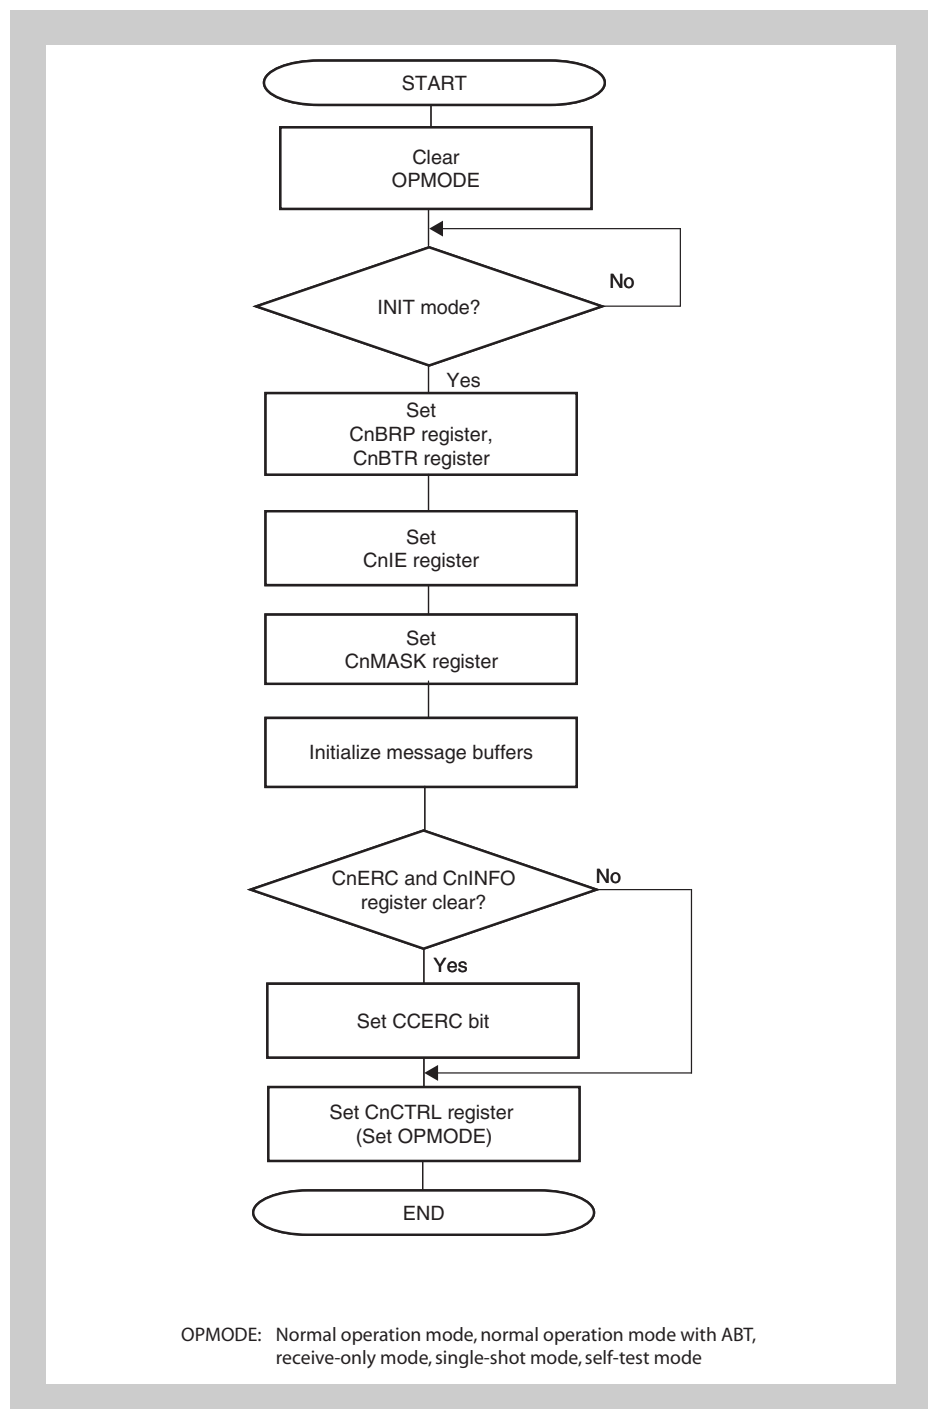 START
Clear
OPMODE
No
INIT mode?
Yes
Set
CnBRP register,
CnBTR register
Set
CnIE register
Set
CnMASK register
Initialize message buffers
CnERC and CnINFO
register clear?
No
Yes
Set CCERC bit
Set CnCTRL register
(Set OPMODE)
END
OPMODE: Normal operation mode, normal operation mode with ABT,
receive-only mode, single-shot mode, self-test mode